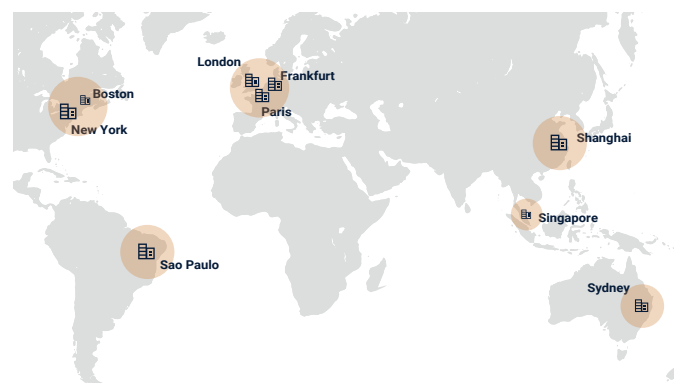 London
Frankfurt
Boston
Paris
New York
Shanghai
Singapore
Sao Paulo
Sydney